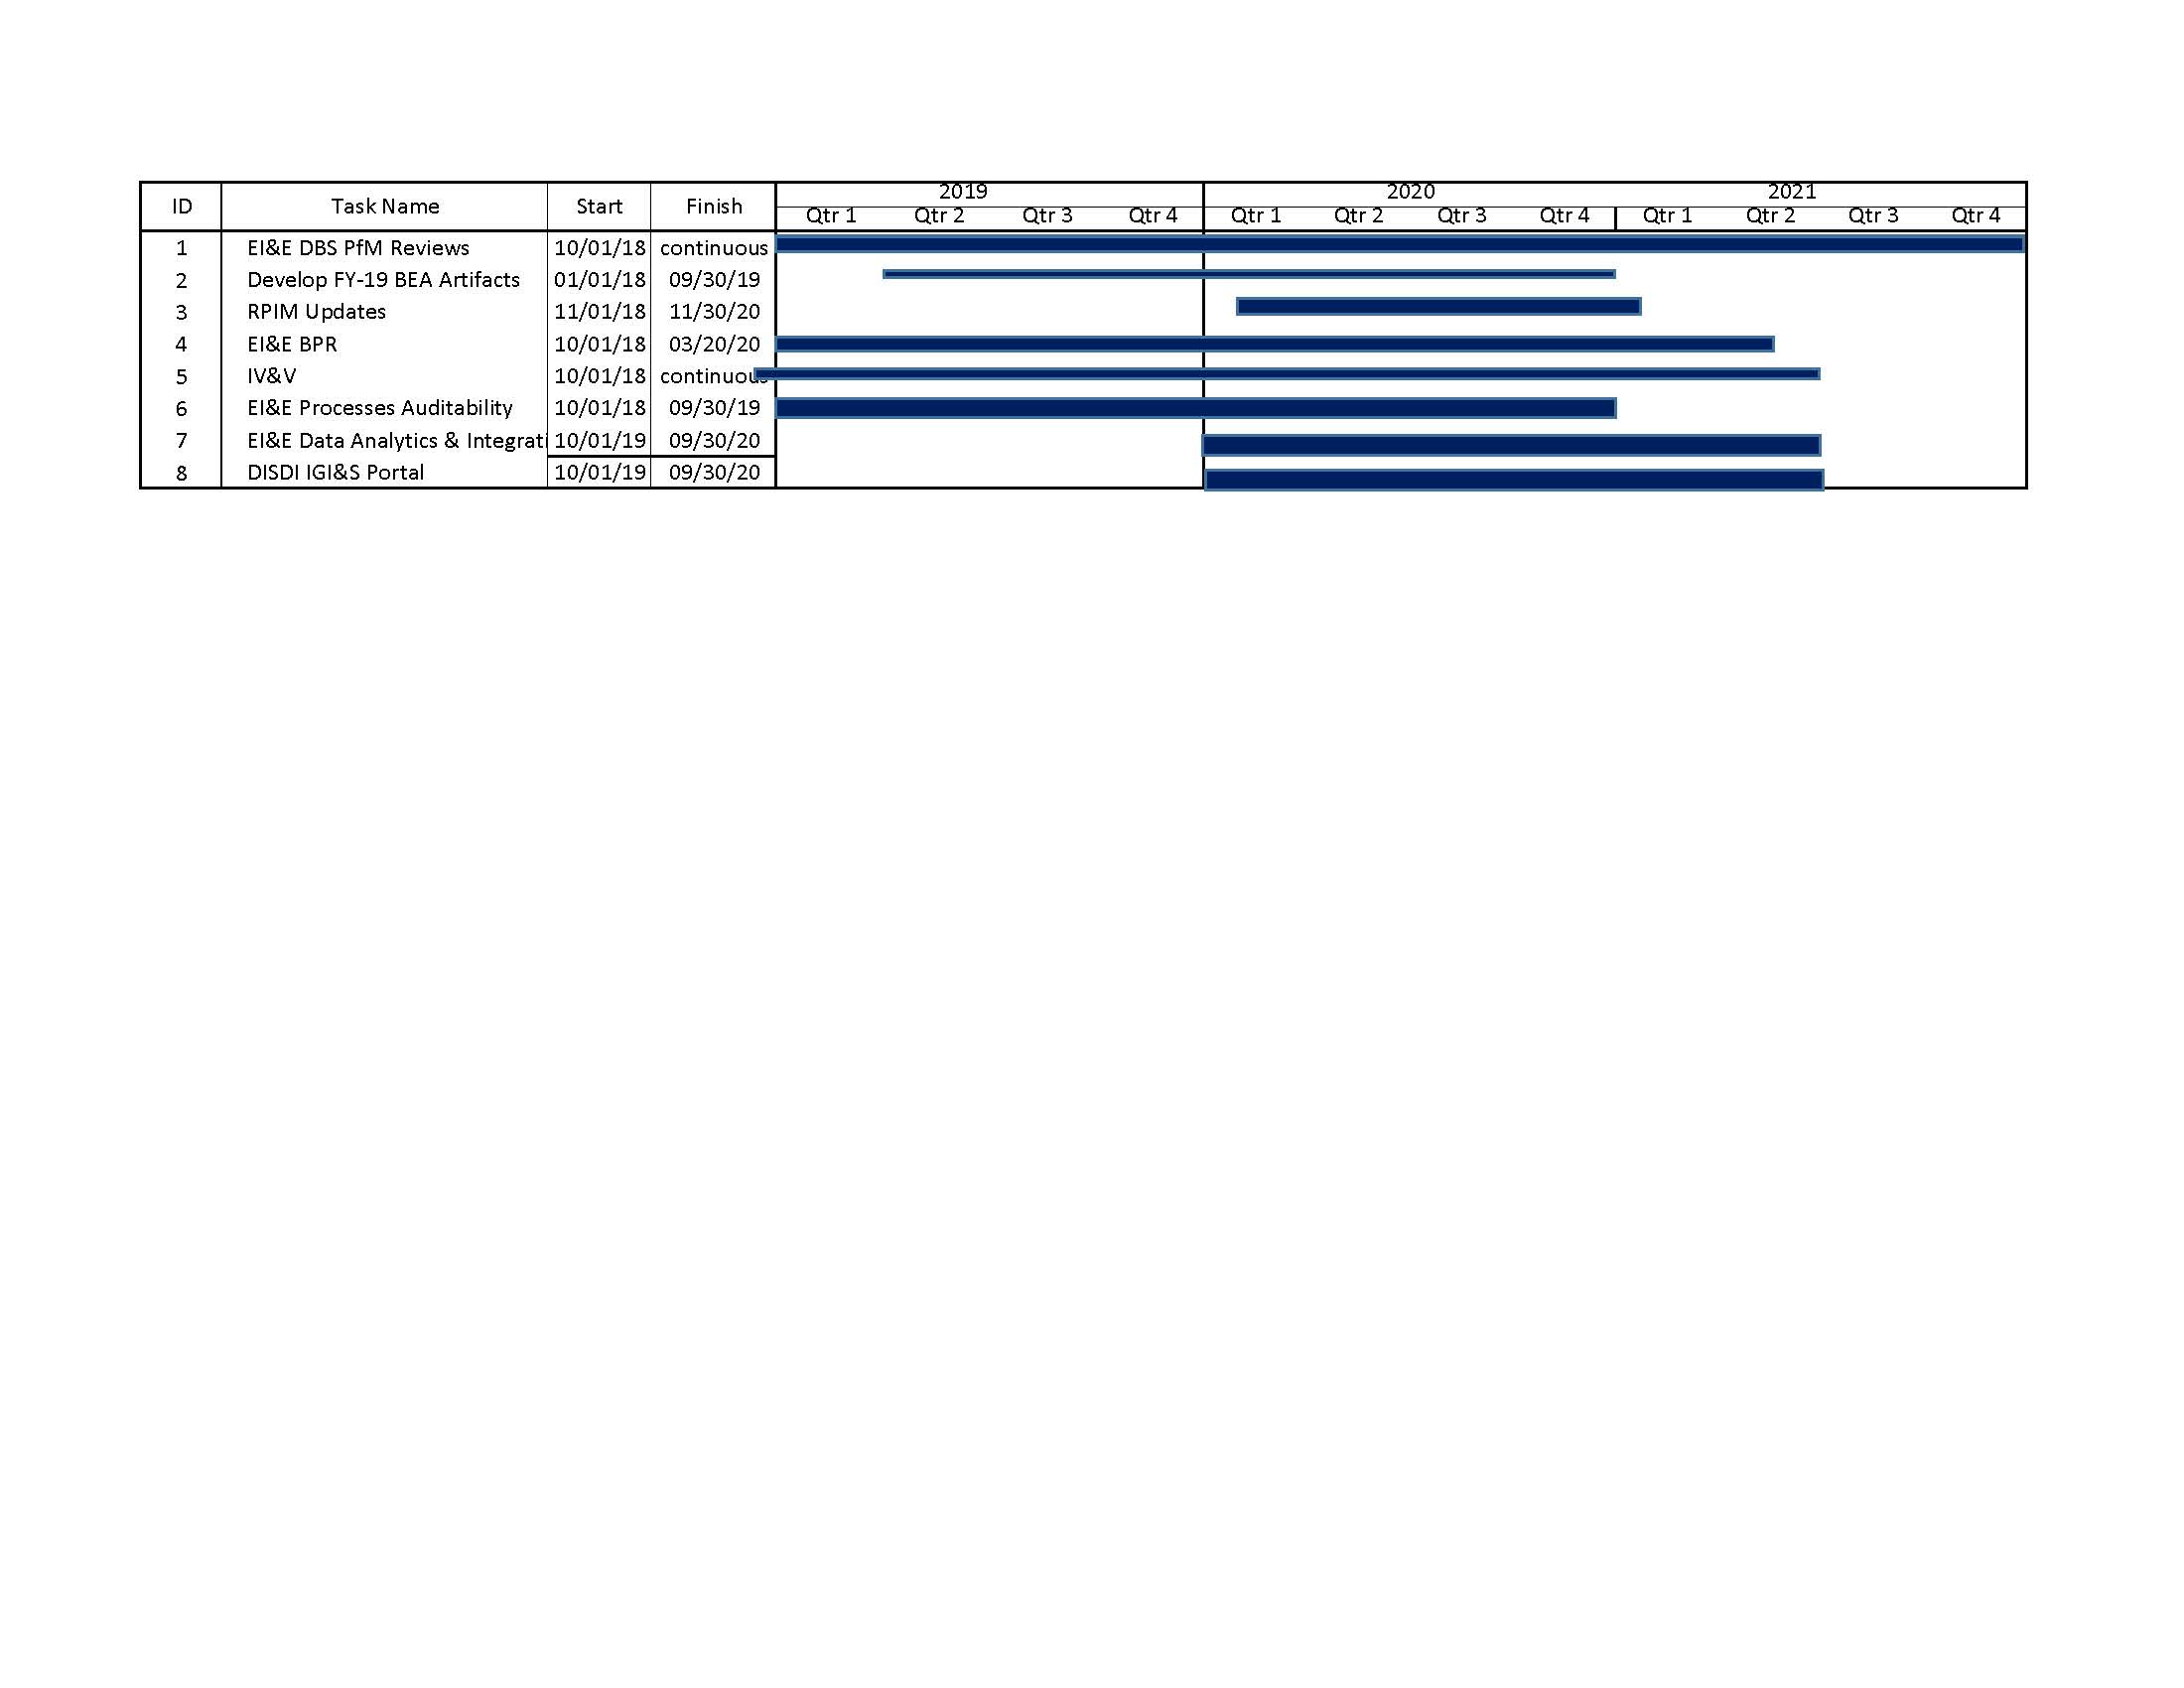 2019 2020 2021
ID Task Name Start Finish Qtr 1 Qtr 2 Qtr 3 Qtr 4 Qtr 1 Qtr 2 Qtr 3 Qtr 4 Qtr 1 Qtr 2 Qtr 3 Qtr 4
1 EI&E DBS PfM Reviews 10/01/18 continuous
2 Develop FY-19 BEA Artifacts 01/01/18 09/30/19
3 RPIM Updates 11/01/18 11/30/20
4 EI&E BPR 10/01/18 03/20/20
5 IV&V 10/01/18 continuous
6 EI&E Processes Auditability 10/01/18 09/30/19
7 EI&E Data Analytics & Integrati 10/01/19 09/30/20
8 DISDI IGI&S Portal 10/01/19 09/30/20